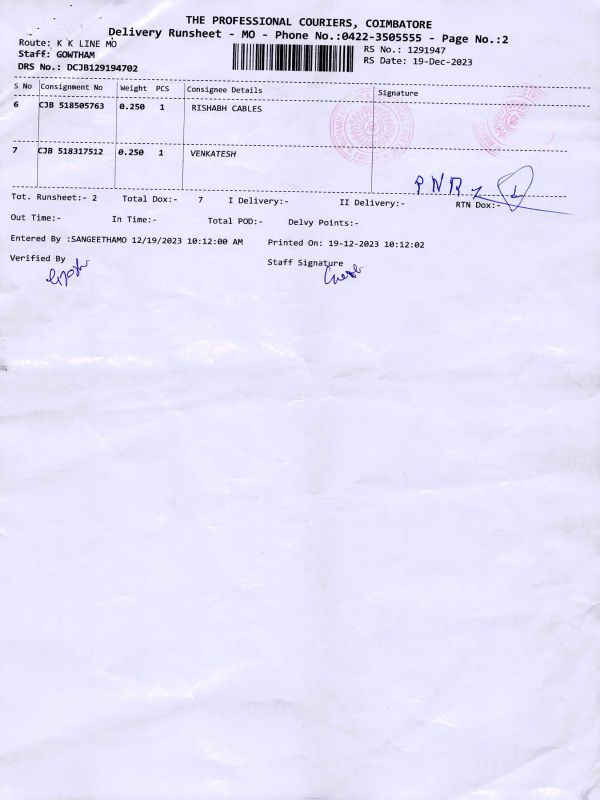 THE PROFESSIONAL COURIERS, COIMBATORE
Delivery Runsheet - MO - Phone No.:0422-3505555 - Page No.:2
Route: K K LINE MO
RS No.: 1291947
Staff: GOWTHAM
RS Date: 19-Dec-2023
DRS No.: DCJB129194702
S No Consignment No Weight PCS Consignee Details Signature
6 CJB 518505763 0.250 1 RISHABH CABLES
7 CJB 518317512 0.250 1 VENKATESH
PNR
Tot. Runsheet:- 2 Total Dox:- 7 I Delivery:- II Delivery:- RTN Dox:-
Out Time:- In Time:- Total POD:- Delvy Points:-
Entered By :SANGEETHAMO 12/19/2023 10:12:00 AM Printed On: 19-12-2023 10:12:02
Verified By Staff Signature